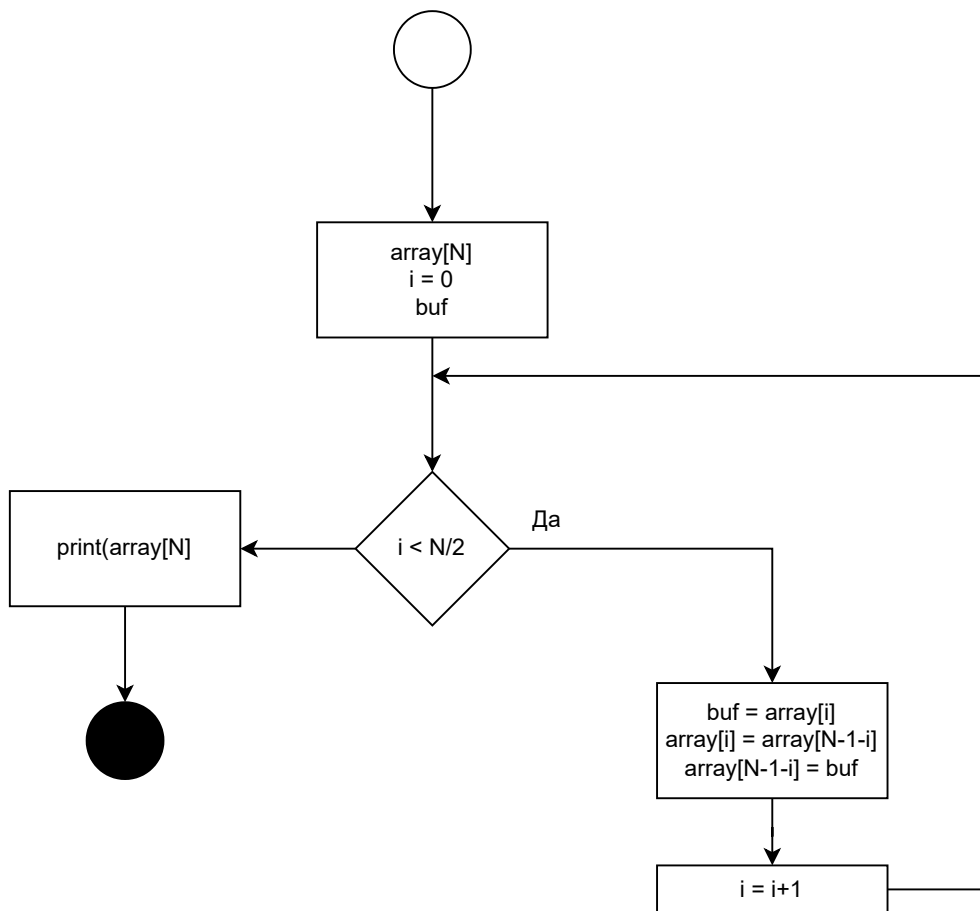 array[N]
i = 0
buf
i < N/2
Да
print(array[N]
buf = array[i]
array[i] = array[N-1-i]
array[N-1-i] = buf
i = i+1